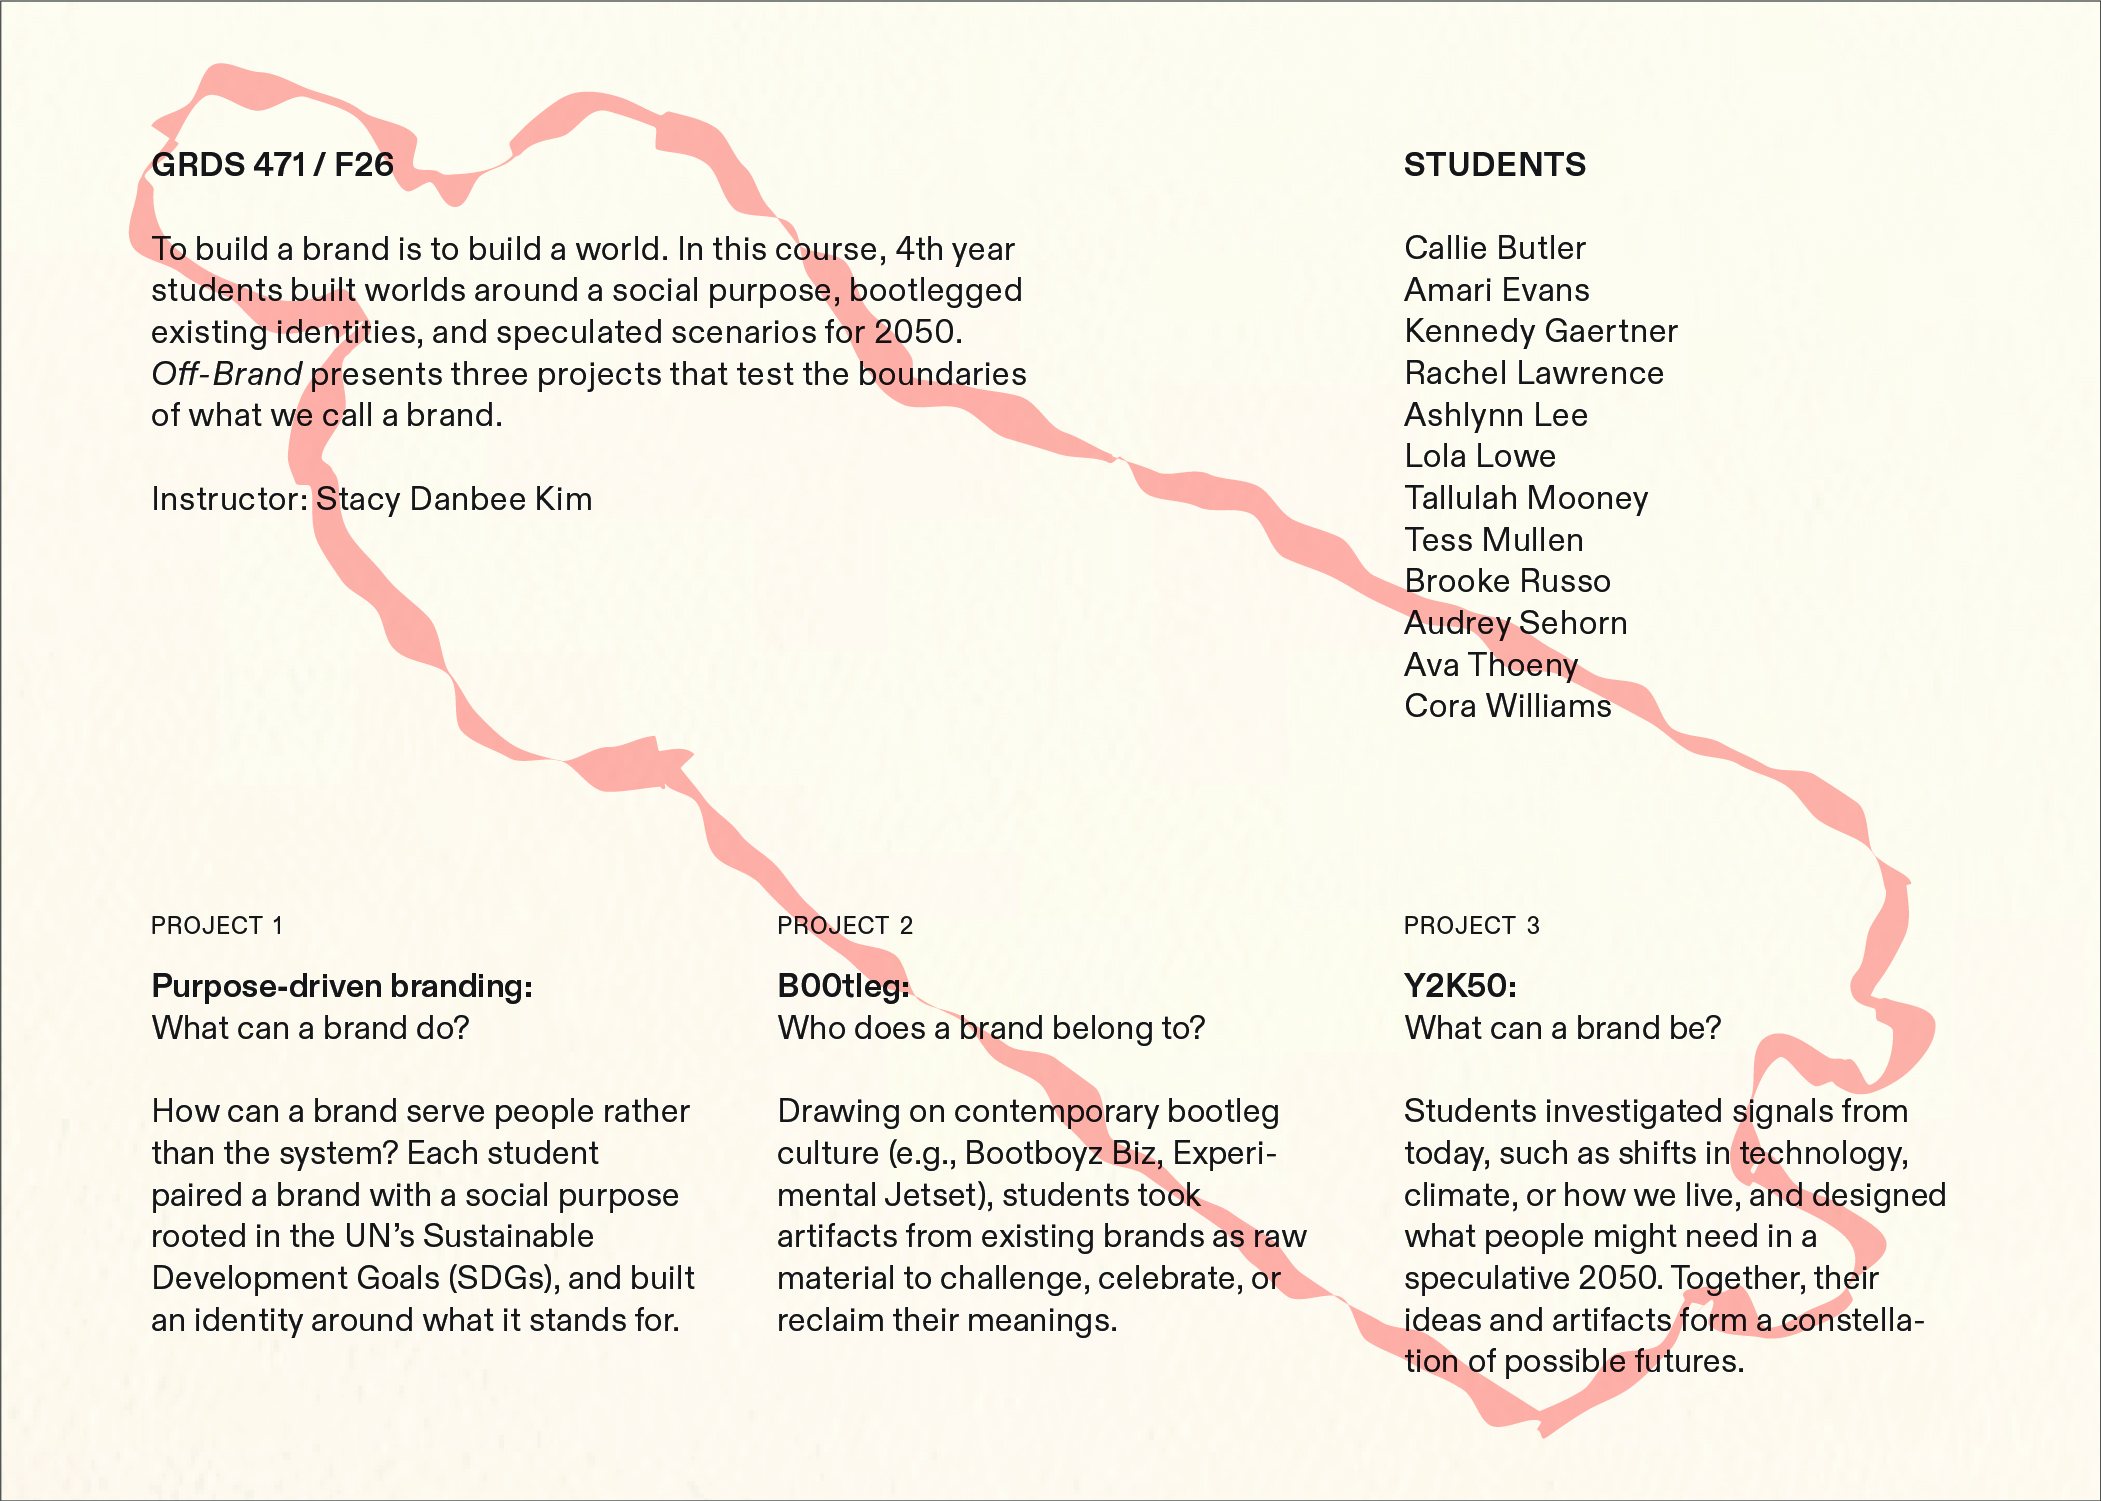 GRDS 471 / F26
To build a brand is to build a world. In this course, 4th year
students built worlds around a social purpose, bootlegged
existing identities, and speculated scenarios for 2050.
Off-Brand presents three projects that test the boundaries
of what we call a brand.
Instructor: Stacy Danbee Kim
STUDENTS
Callie Butler
Amari Evans
Kennedy Gaertner
Rachel Lawrence
Ashlynn Lee
Lola Lowe
Tallulah Mooney
Tess Mullen
Brooke Russo
Audrey Sehorn
Ava Thoeny
Cora Williams
PROJECT 1
Purpose-driven branding:
What can a brand do?
How can a brand serve people rather
than the system? Each student
paired a brand with a social purpose
rooted in the UN’s Sustainable
Development Goals (SDGs), and built
an identity around what it stands for.
PROJECT 2
B00tleg:
Who does a brand belong to?
Drawing on contemporary bootleg
culture (e.g., Bootboyz Biz, Experi-
mental Jetset), students took
artifacts from existing brands as raw
material to challenge, celebrate, or
reclaim their meanings.
PROJECT 3
Y2K50:
What can a brand be?
Students investigated signals from
today, such as shifts in technology,
climate, or how we live, and designed
what people might need in a
speculative 2050. Together, their
ideas and artifacts form a constella-
tion of possible futures.